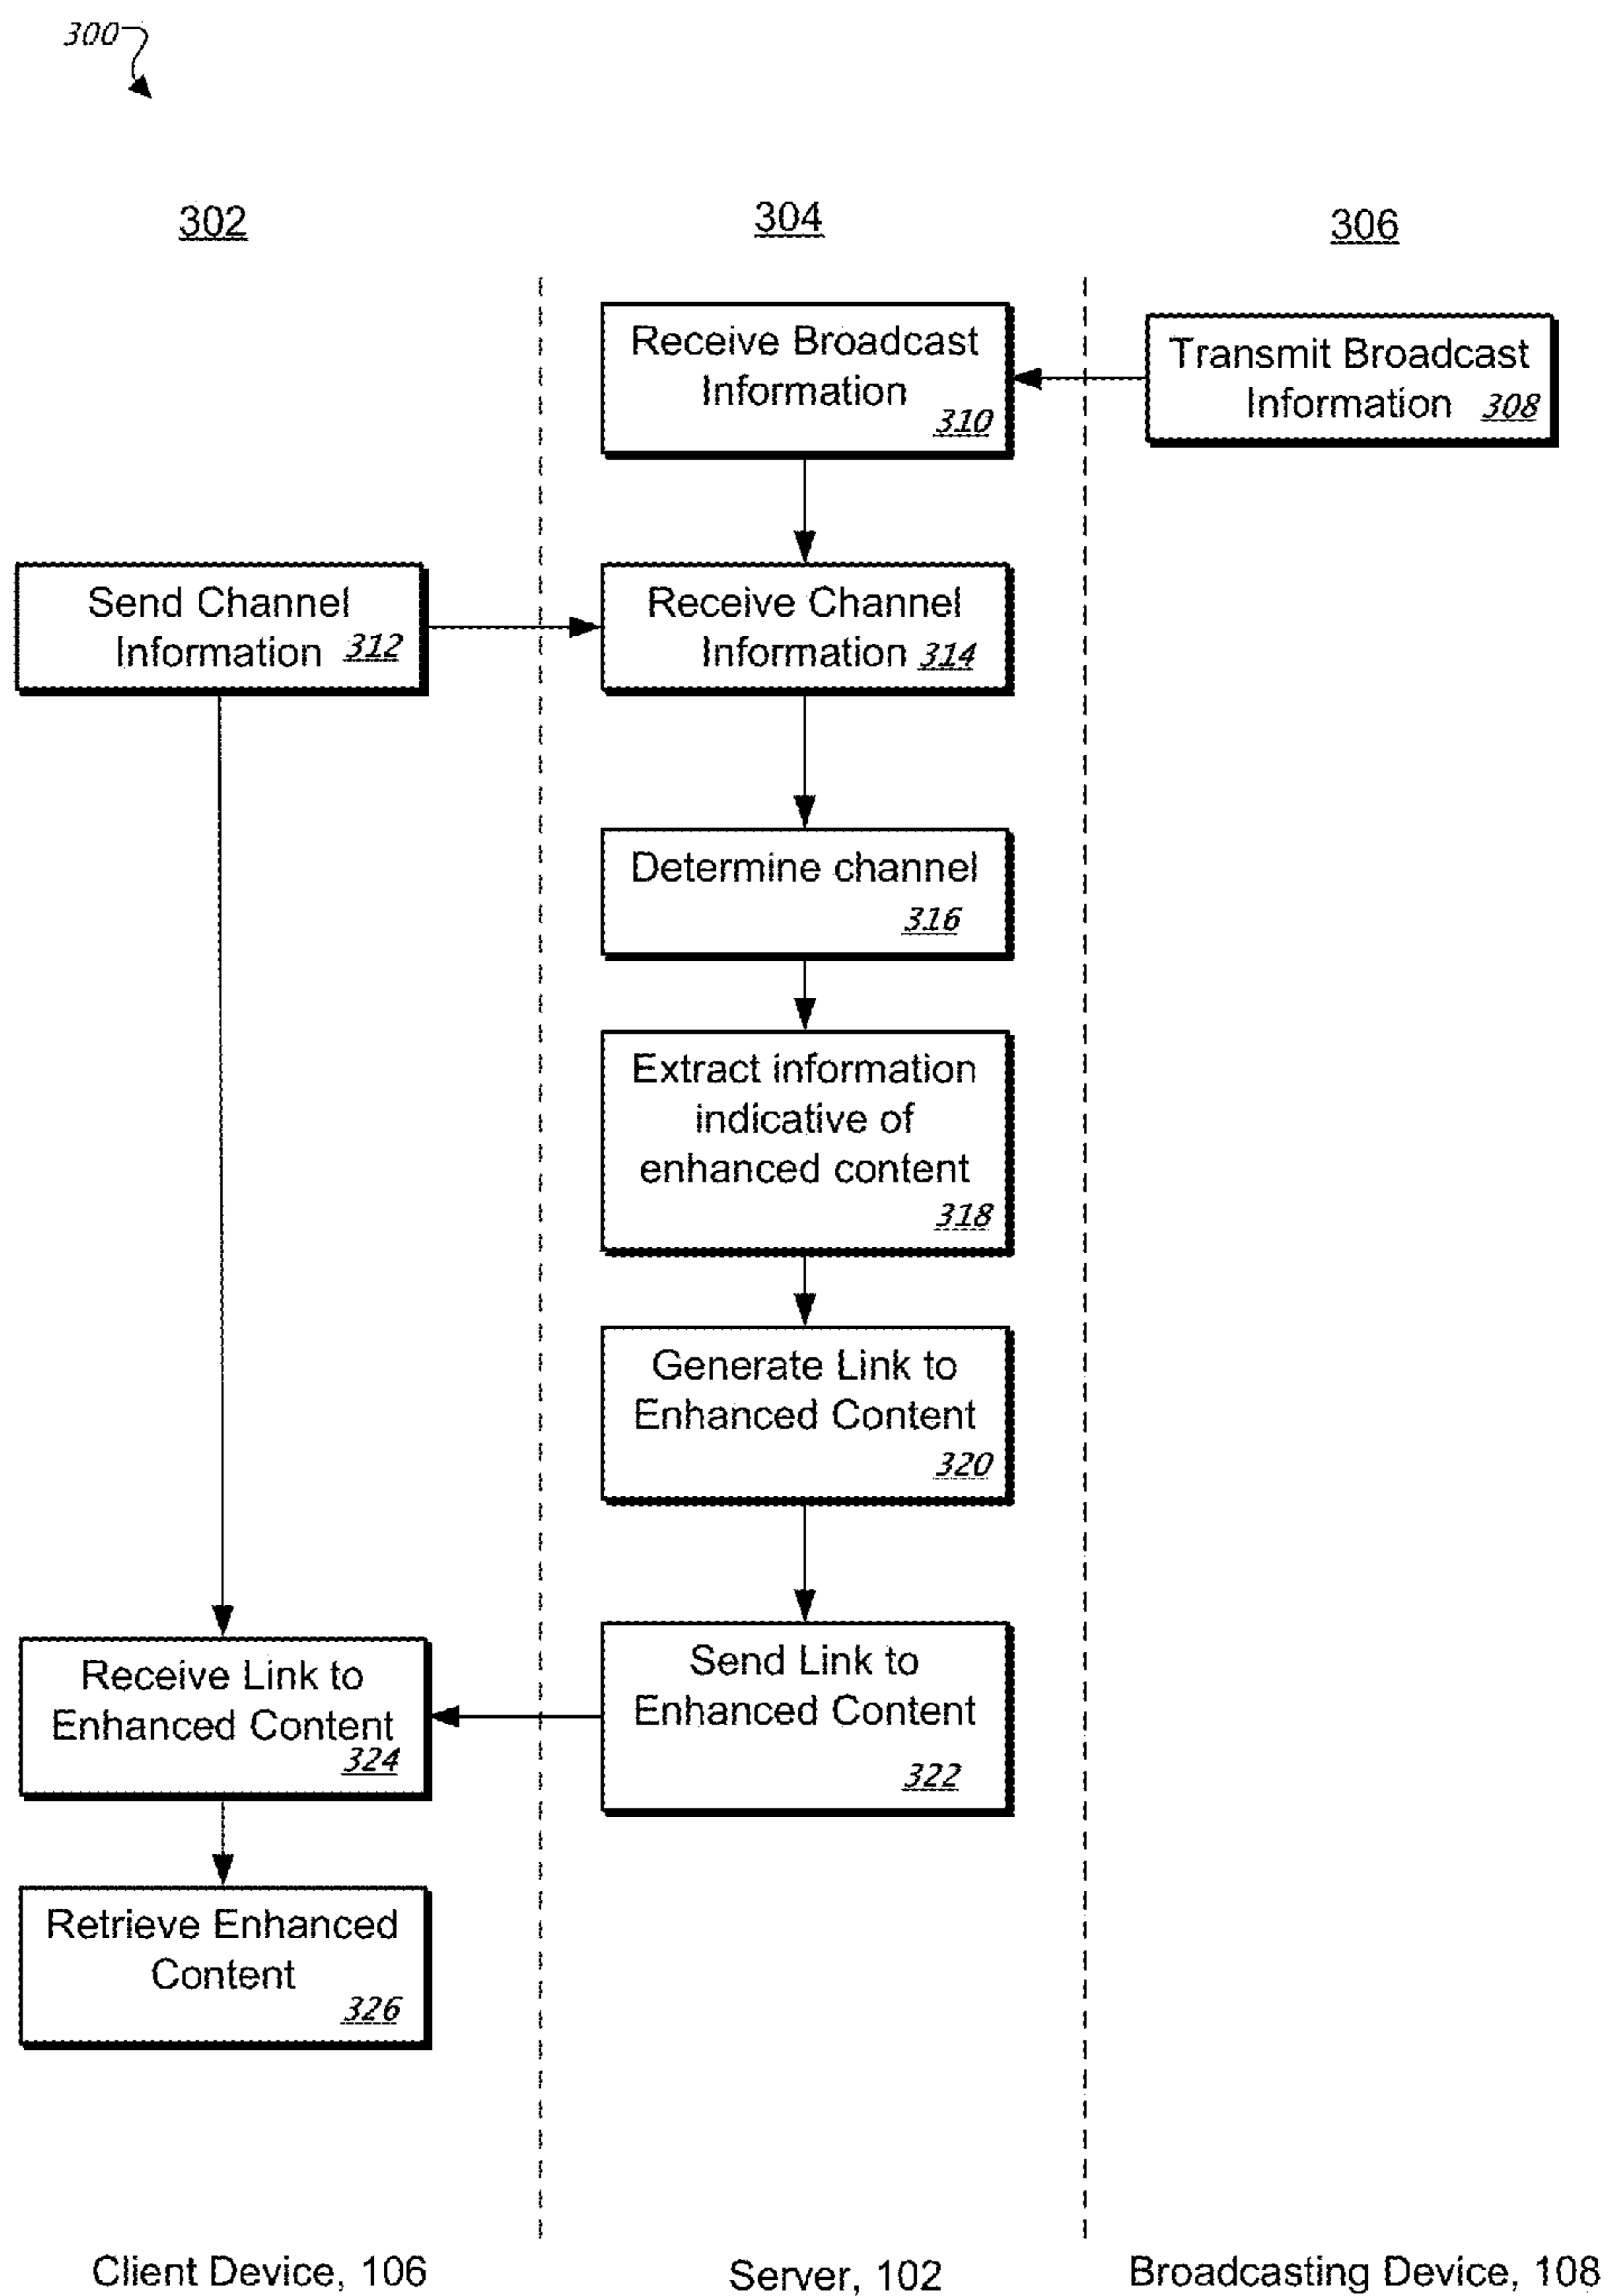 300
302
304
306
Receive Broadcast
Information
310
Transmit Broadcast
Information 308
Send Channel
Information 312
Receive Channel
Information 314
Determine channel
316
Extract information
indicative of
enhanced content
318
Generate Link to
Enhanced Content
320
Receive Link to
Enhanced Content
324
Send Link to
Enhanced Content
322
Retrieve Enhanced
Content
326
Client Device, 106
Server, 102
Broadcasting Device, 108